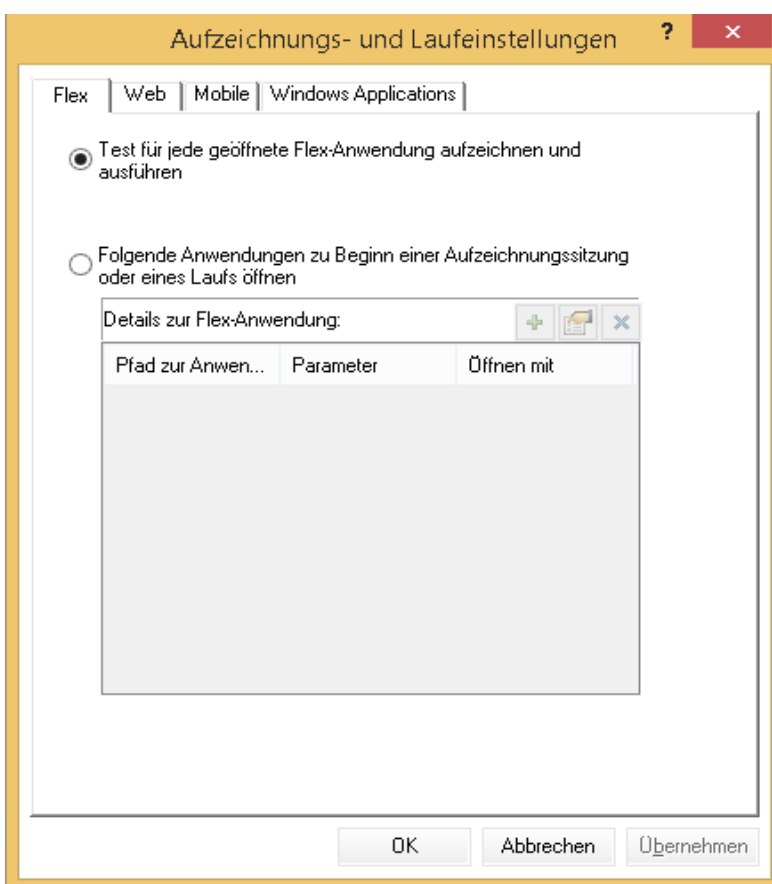 Aufzeichnungs- und Laufeinstellungen ? ×
Flex Web Mobile Windows Applications
Test für jede geöffnete Flex-Anwendung aufzeichnen und
ausführen
Folgende Anwendungen zu Beginn einer Aufzeichnungssitzung
oder eines Laufs öffnen
Details zur Flex-Anwendung:
Pfad zur Anwen... Parameter Öffnen mit
OK Abbrechen Übernehmen